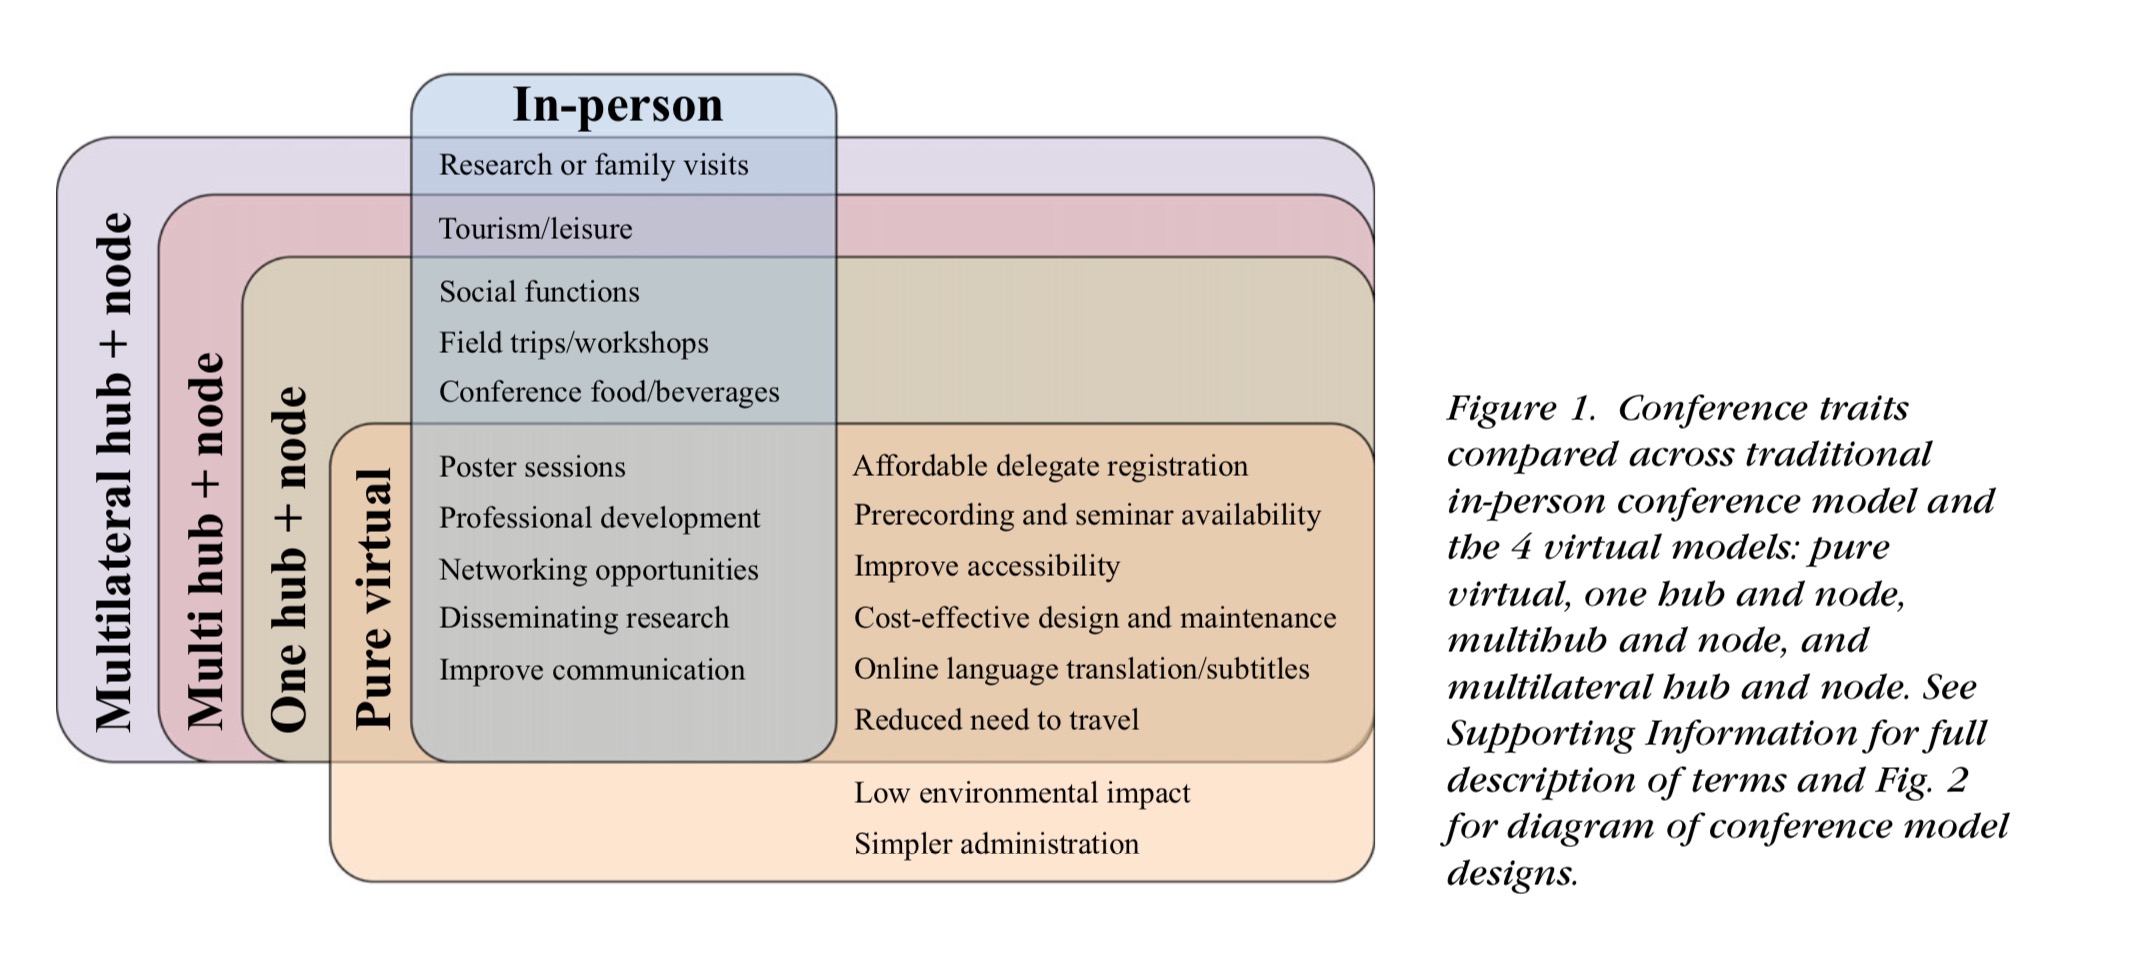 In-person
Research or family visits
Tourism/leisure
Social functions
Field trips/workshops
Conference food/beverages
Poster sessions
Professional development
Networking opportunities
Disseminating research
Improve communication
Affordable delegate registration
Prerecording and seminar availability
Improve accessibility
Cost-effective design and maintenance
Online language translation/subtitles
Reduced need to travel
Low environmental impact
Simpler administration
Multilateral hub + node
Multi hub + node
One hub + node
Pure virtual
Figure 1. Conference traits
compared across traditional
in-person conference model and
the 4 virtual models: pure
virtual, one hub and node,
multihub and node, and
multilateral hub and node. See
Supporting Information for full
description of terms and Fig. 2
for diagram of conference model
designs.